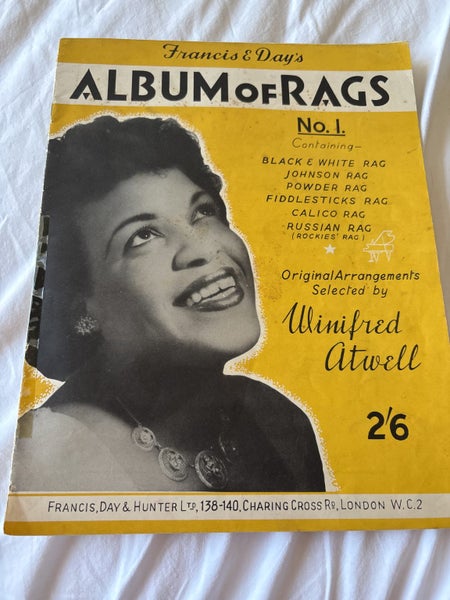 Francis & Day's
ALBUM OF RAGS
No. 1.
Containing-
BLACK & WHITE RAG
JOHNSON RAG
POWDER RAG
FIDDLESTICKS RAG
CALICO RAG
RUSSIAN RAG
(ROCKIES' RAG)
Original Arrangements
Selected by
Winifred
Atwell
2/6
FRANCIS, DAY & HUNTER LTD, 138-140, CHARING CROSS RD, LONDON W.C.2